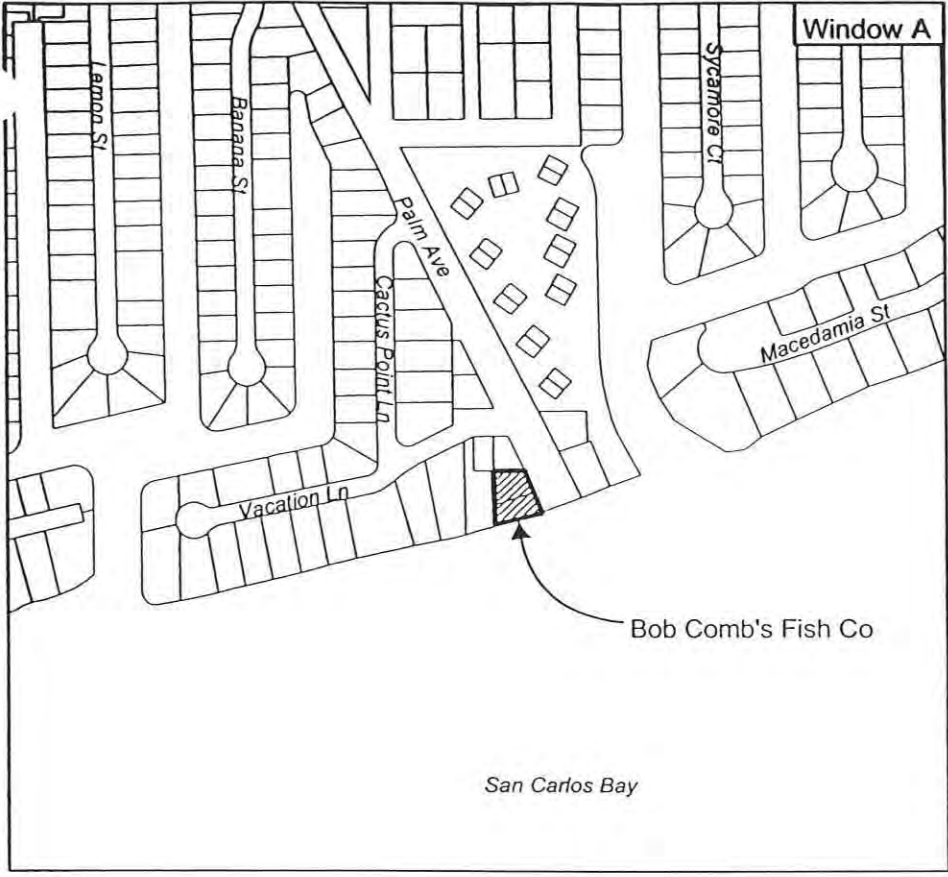 Window A
Lemon St
Banana St
Palm Ave
Cactus Point Ln
Sycamore Ct
Macedamia St
Vacation Ln
Bob Comb's Fish Co
San Carlos Bay